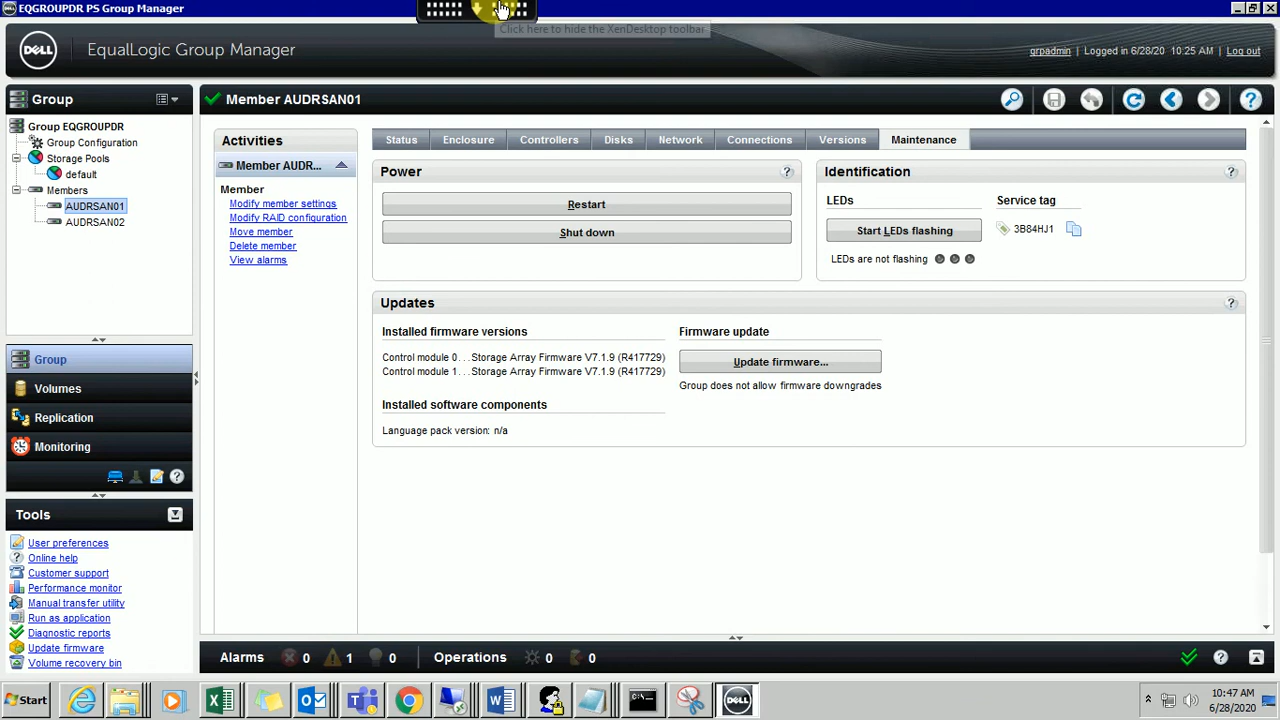 EQGROUPDR PS Group Manager
Click here to hide the XenDesktop toolbar
DELL
EqualLogic Group Manager
grpadmin | Logged in 6/28/20 10:25 AM | Log out
Group
Group EQGROUPDR
Group Configuration
Storage Pools
default
Members
AUDRSAN01
AUDRSAN02
Group
Volumes
Replication
Monitoring
Tools
User preferences
Online help
Customer support
Performance monitor
Manual transfer utility
Run as application
Diagnostic reports
Update firmware
Volume recovery bin
Member AUDRSAN01
Activities
Member AUDR...
Member
Modify member settings
Modify RAID configuration
Move member
Delete member
View alarms
Status Enclosure Controllers Disks Network Connections Versions Maintenance
Power
Restart
Shut down
Identification
LEDs
Service tag
Start LEDs flashing
3B84HJ1
LEDs are not flashing
Updates
Installed firmware versions
Control module 0...Storage Array Firmware V7.1.9 (R417729)
Control module 1...Storage Array Firmware V7.1.9 (R417729)
Installed software components
Language pack version: n/a
Firmware update
Update firmware...
Group does not allow firmware downgrades
Alarms 0 1 0 Operations 0 0
Start
10:47 AM
6/28/2020